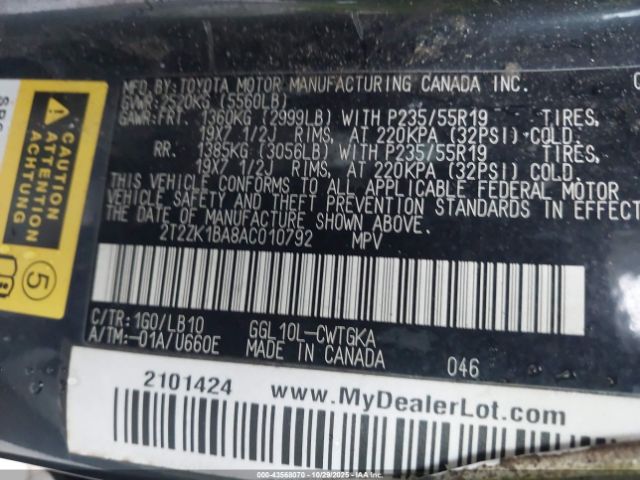 MFD. BY: TOYOTA MOTOR MANUFACTURING CANADA INC.
GVWR: 2520KG (5560LB)
GAWR: FRT. 1360KG (2999LB) WITH P235/55R19 TIRES,
19X7 1/2J RIMS, AT 220KPA (32PSI) COLD.
RR. 1385KG (3056LB) WITH P235/55R19 TIRES,
19X7 1/2J RIMS, AT 220KPA (32PSI) COLD.
THIS VEHICLE CONFORMS TO ALL APPLICABLE FEDERAL MOTOR
VEHICLE SAFETY AND THEFT PREVENTION STANDARDS IN EFFECT
THE DATE OF MANUFACTURE SHOWN ABOVE.
2T2ZK1BA8AC010792 MPV
C/TR: 1G0/LB10 GGL10L-CWTGKA
A/TM:-01A/U660E MADE IN CANADA 046
2101424 www.MyDealerLot.com
CAUTION
ATTENTION
ACHTUNG
5
000-43568070 - 10/29/2025 - IAAI.COM